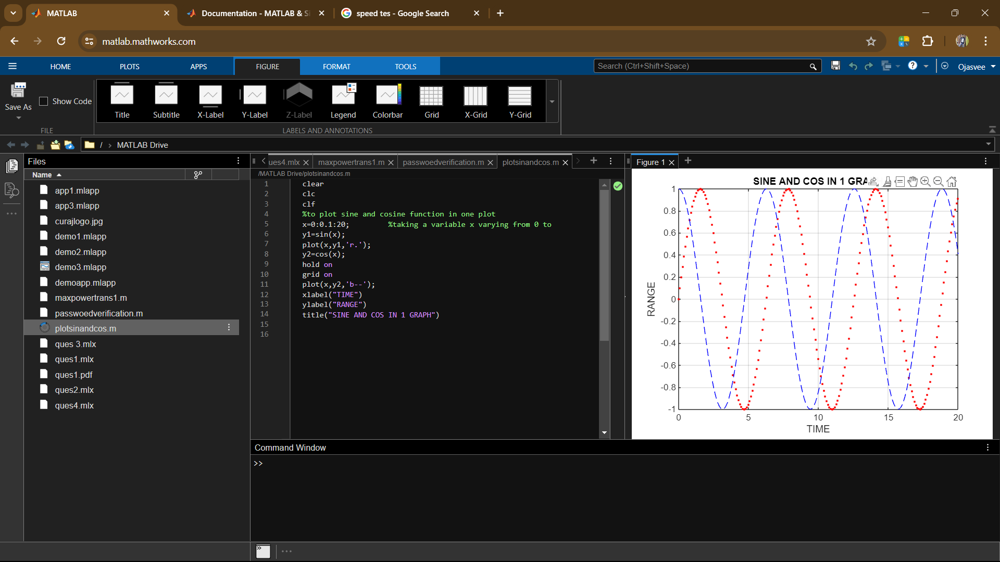 MATLAB
Documentation - MATLAB & Si
speed tes - Google Search
matlab.mathworks.com
HOME
PLOTS
APPS
FIGURE
FORMAT
TOOLS
Search (Ctrl+Shift+Space)
Ojasvee
Save As
Show Code
Title
Subtitle
X-Label
Y-Label
Z-Label
Legend
Colorbar
Grid
X-Grid
Y-Grid
FILE
LABELS AND ANNOTATIONS
/ > MATLAB Drive
Files
Name
app1.mlapp
app3.mlapp
curajlogo.jpg
demo1.mlapp
demo2.mlapp
demo3.mlapp
demoapp.mlapp
maxpowertrans1.m
passwoedverification.m
plotsinandcos.m
ques 3.mlx
ques1.mlx
ques1.pdf
ques2.mlx
ques4.mlx
ues4.mlx
maxpowertrans1.m
passwoedverification.m
plotsinandcos.m
/MATLAB Drive/plotsinandcos.m
1 clear
2 clc
3 clf
4 %to plot sine and cosine function in one plot
5 x=0:0.1:20; %taking a variable x varying from 0 to
6 y1=sin(x);
7 plot(x,y1,'r.');
8 y2=cos(x);
9 hold on
10 grid on
11 plot(x,y2,'b--');
12 xlabel("TIME")
13 ylabel("RANGE")
14 title("SINE AND COS IN 1 GRAPH")
15
16
Figure 1
SINE AND COS IN 1 GRA
1
0.8
0.6
0.4
0.2
0
-0.2
-0.4
-0.6
-0.8
-1
RANGE
0 5 10 15 20
TIME
Command Window
>>